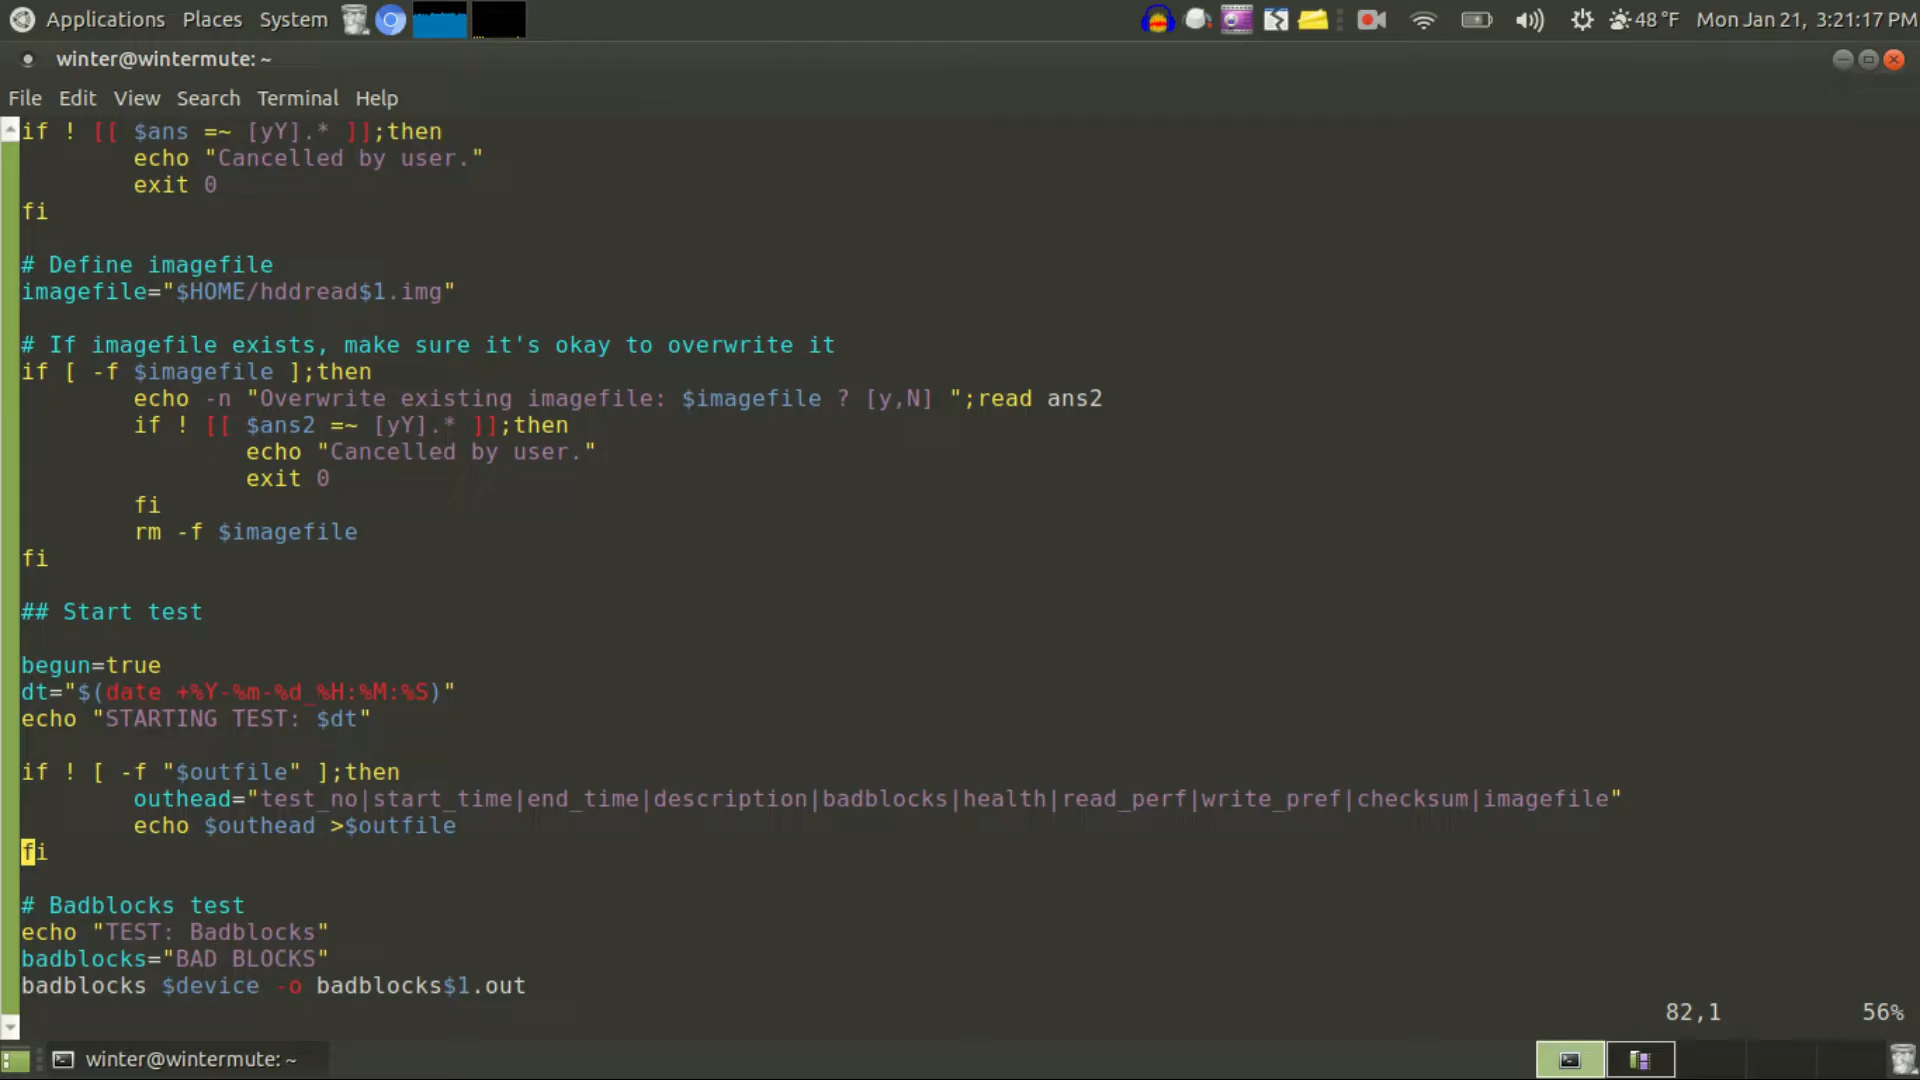 Applications Places System 48 °F Mon Jan 21, 3:21:17 PM
winter@wintermute: ~
File Edit View Search Terminal Help
if ! [[ $ans =~ [yY].* ]];then
echo "Cancelled by user."
exit 0
fi
# Define imagefile
imagefile="$HOME/hddread$1.img"
# If imagefile exists, make sure it's okay to overwrite it
if [ -f $imagefile ];then
echo -n "Overwrite existing imagefile: $imagefile ? [y,N] ";read ans2
if ! [[ $ans2 =~ [yY].* ]];then
echo "Cancelled by user."
exit 0
fi
rm -f $imagefile
fi
## Start test
begun=true
dt="$(date +%Y-%m-%d_%H:%M:%S)"
echo "STARTING TEST: $dt"
if ! [ -f "$outfile" ];then
outhead="test_no|start_time|end_time|description|badblocks|health|read_perf|write_pref|checksum|imagefile"
echo $outhead >$outfile
fi
# Badblocks test
echo "TEST: Badblocks"
badblocks="BAD BLOCKS"
badblocks $device -o badblocks$1.out
82,1 56%
winter@wintermute: ~